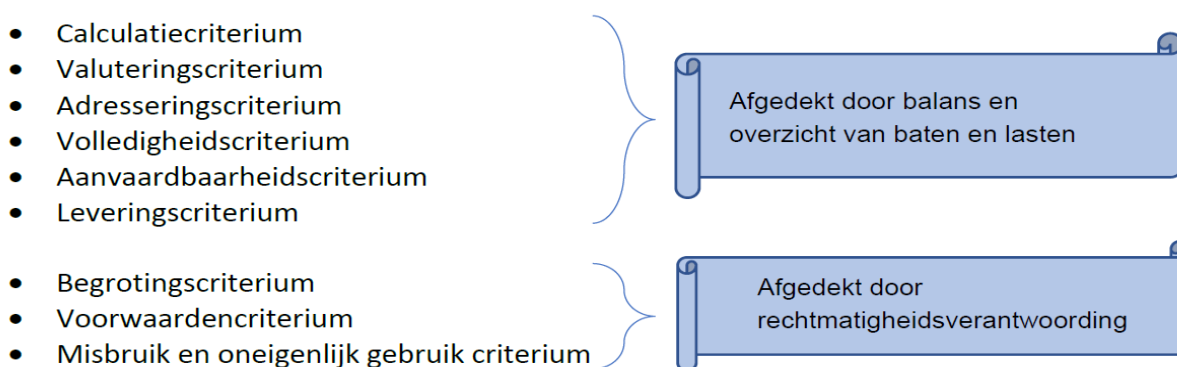 • Calculatiecriterium
• Valuteringscriterium
• Adresseringscriterium
• Volledigheidscriterium
• Aanvaardbaarheidscriterium
• Leveringscriterium
Afgedekt door balans en
overzicht van baten en lasten
• Begrotingscriterium
• Voorwaardencriterium
• Misbruik en oneigenlijk gebruik criterium
Afgedekt door
rechtmatigheidsverantwoording